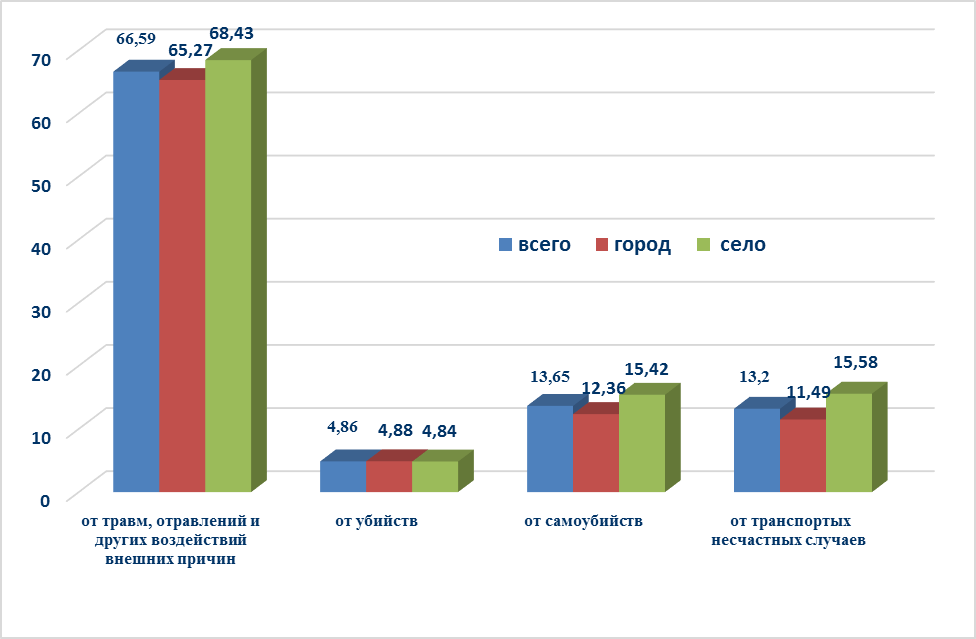 66,59 65,27 68,43
70
60
50
40
30
20
10
0
всего город село
4,86 4,88 4,84
13,65 12,36 15,42
13,2 11,49 15,58
от травм, отравлений и
других воздействий
внешних причин
от убийств
от самоубийств
от транспортых
несчастных случаев